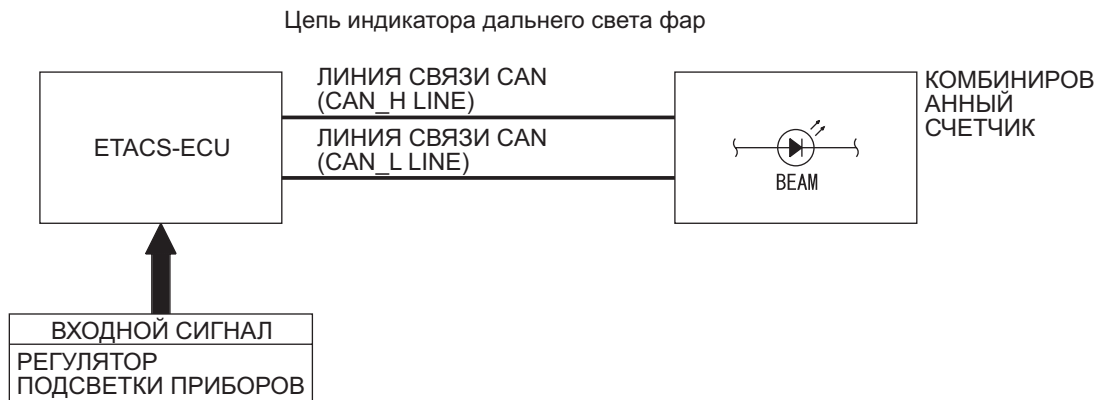 Цепь индикатора дальнего света фар
ЛИНИЯ СВЯЗИ CAN
(CAN_H LINE)
КОМБИНИРОВ
АННЫЙ
СЧЕТЧИК
ETACS-ECU
ЛИНИЯ СВЯЗИ CAN
(CAN_L LINE)
BEAM
ВХОДНОЙ СИГНАЛ
РЕГУЛЯТОР
ПОДСВЕТКИ ПРИБОРОВ